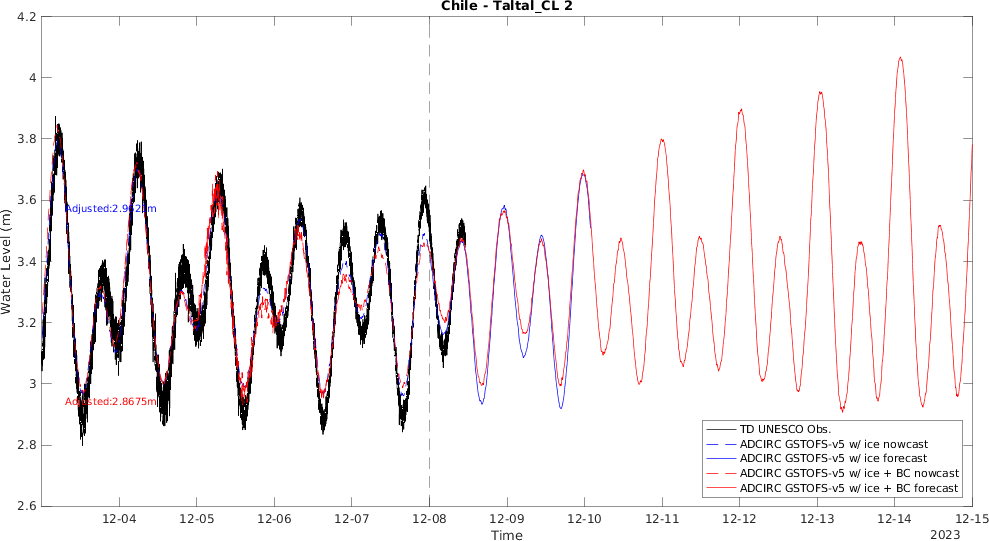 Chile - Taltal_CL 2
4.2
4
3.8
3.6
3.4
3.2
3
2.8
2.6
Water Level (m)
Adjusted:2.8675m
TD UNESCO Obs.
ADCIRC GSTOFS-v5 w/ ice nowcast
ADCIRC GSTOFS-v5 w/ ice forecast
ADCIRC GSTOFS-v5 w/ ice + BC nowcast
ADCIRC GSTOFS-v5 w/ ice + BC forecast
12-04 12-05 12-06 12-07 12-08 12-09 12-10 12-11 12-12 12-13 12-14 12-15
Time
2023